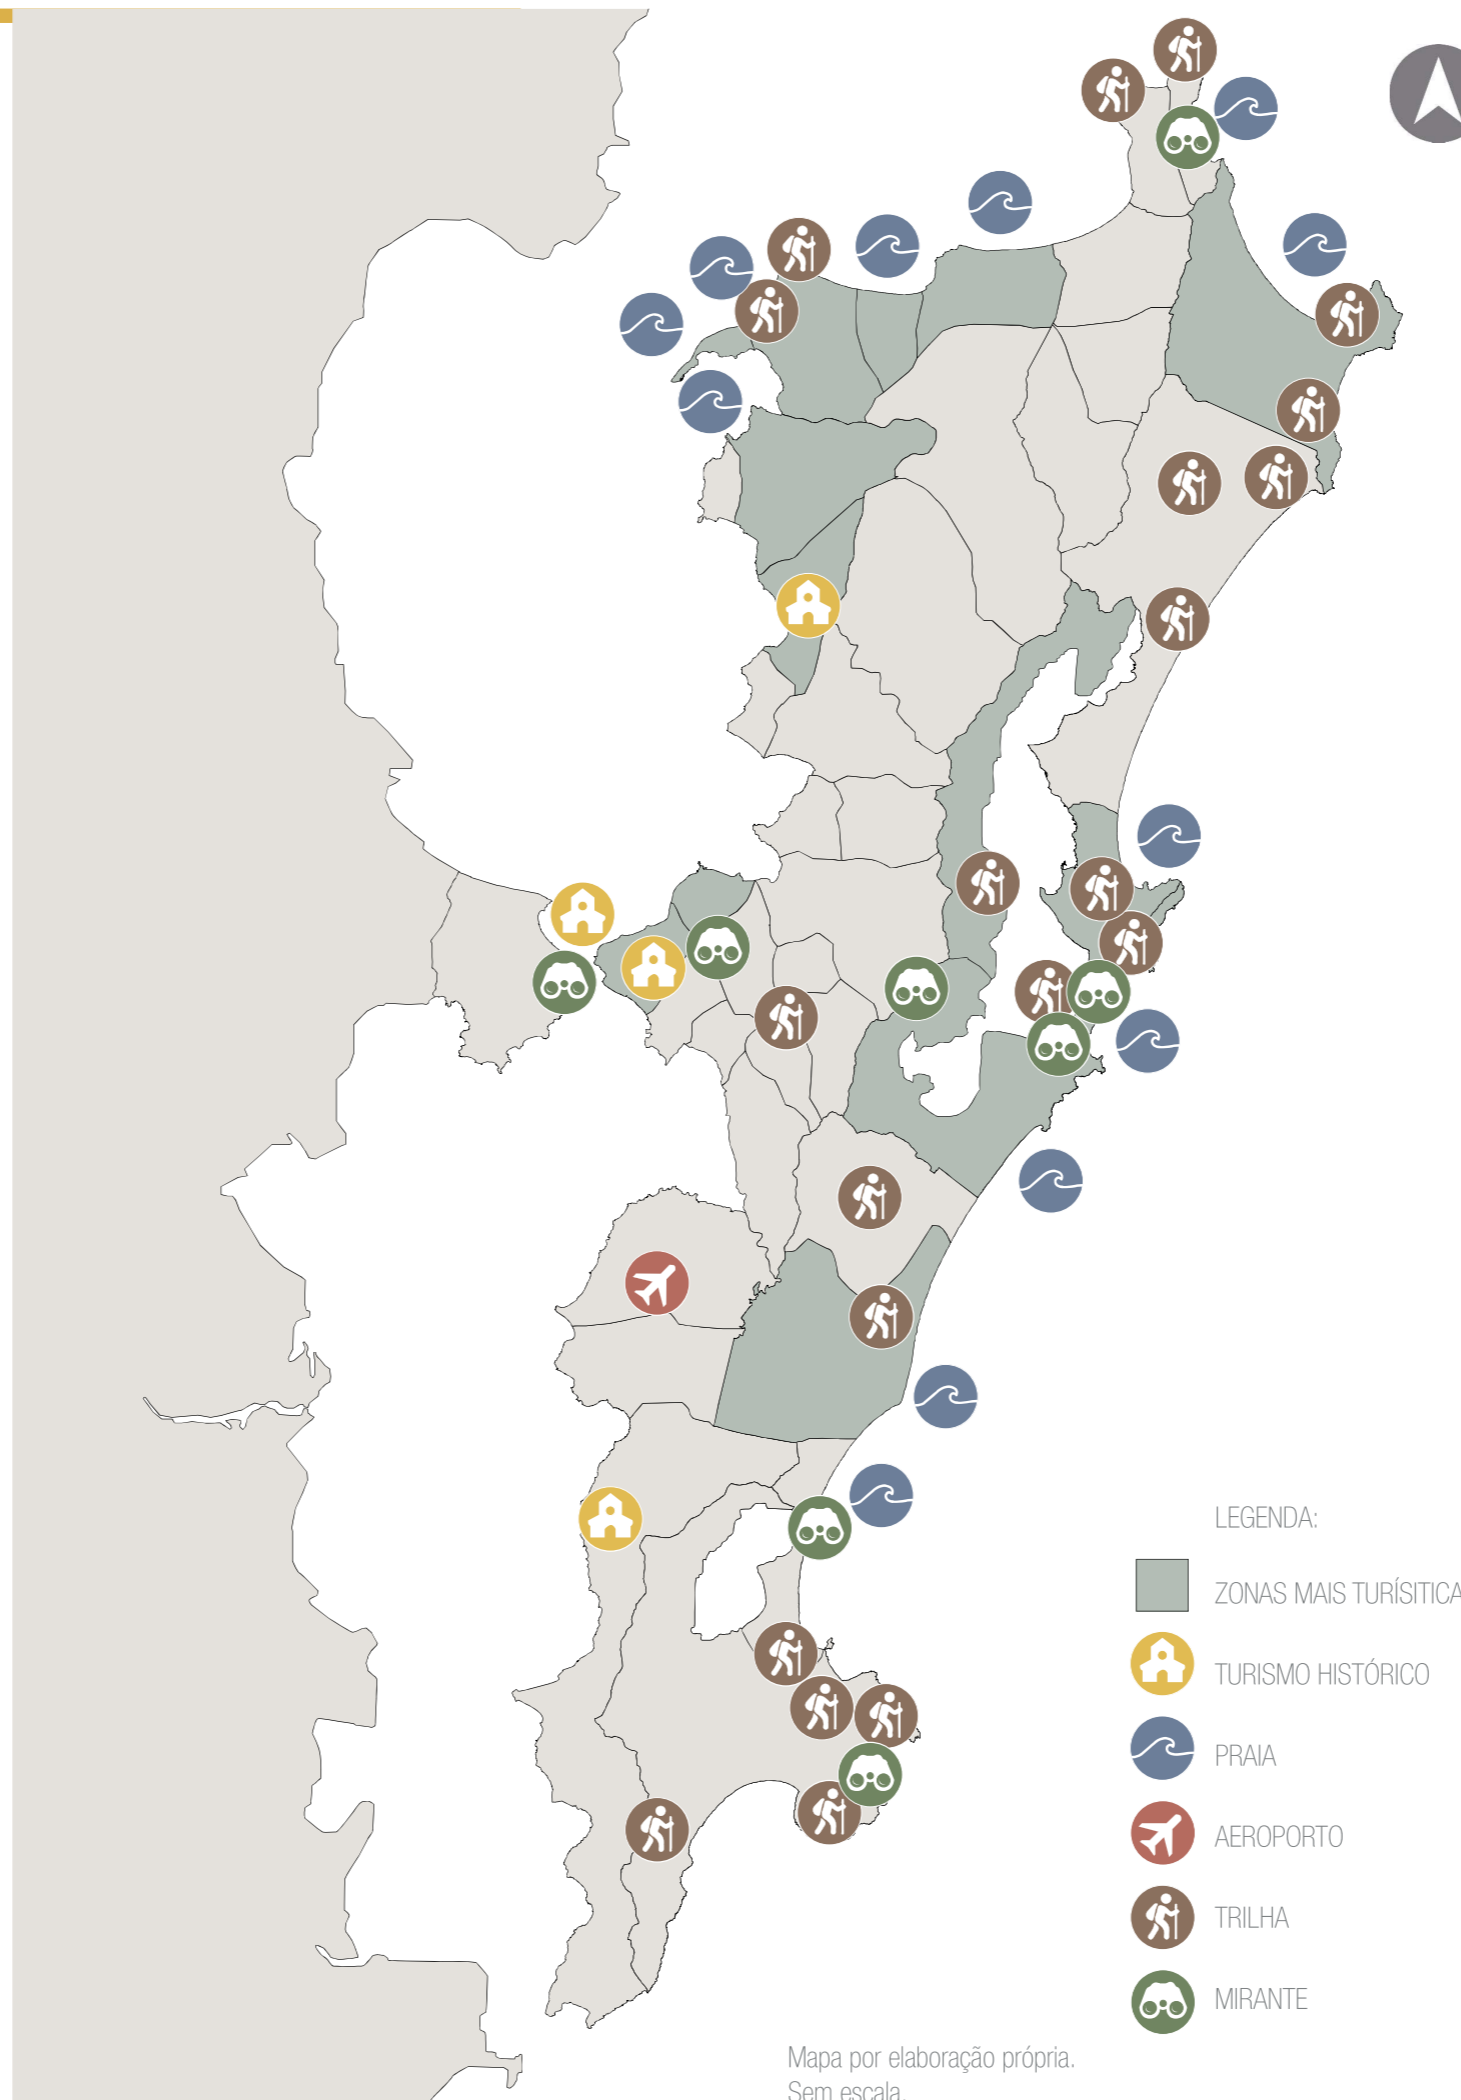 LEGENDA:
ZONAS MAIS TURÍSITICA
TURISMO HISTÓRICO
PRAIA
AEROPORTO
TRILHA
MIRANTE
Mapa por elaboração própria.
Sem escala.